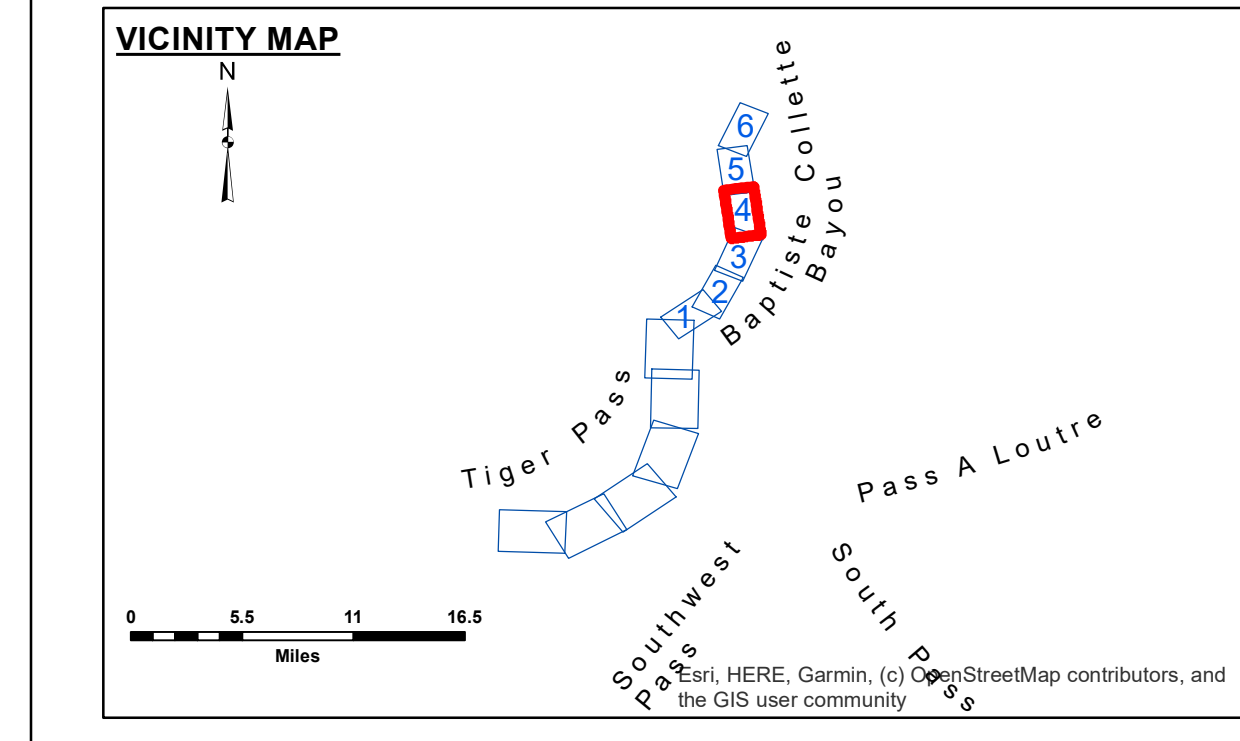 VICINITY MAP
N
6
5
4
3
2
1
Baptiste Collette
Bayou
Tiger Pass
Pass A Loutre
Southwest
Pass
South Pass
0 5.5 11 16.5
Miles
Esri, HERE, Garmin, (c) OpenStreetMap contributors, and
the GIS user community